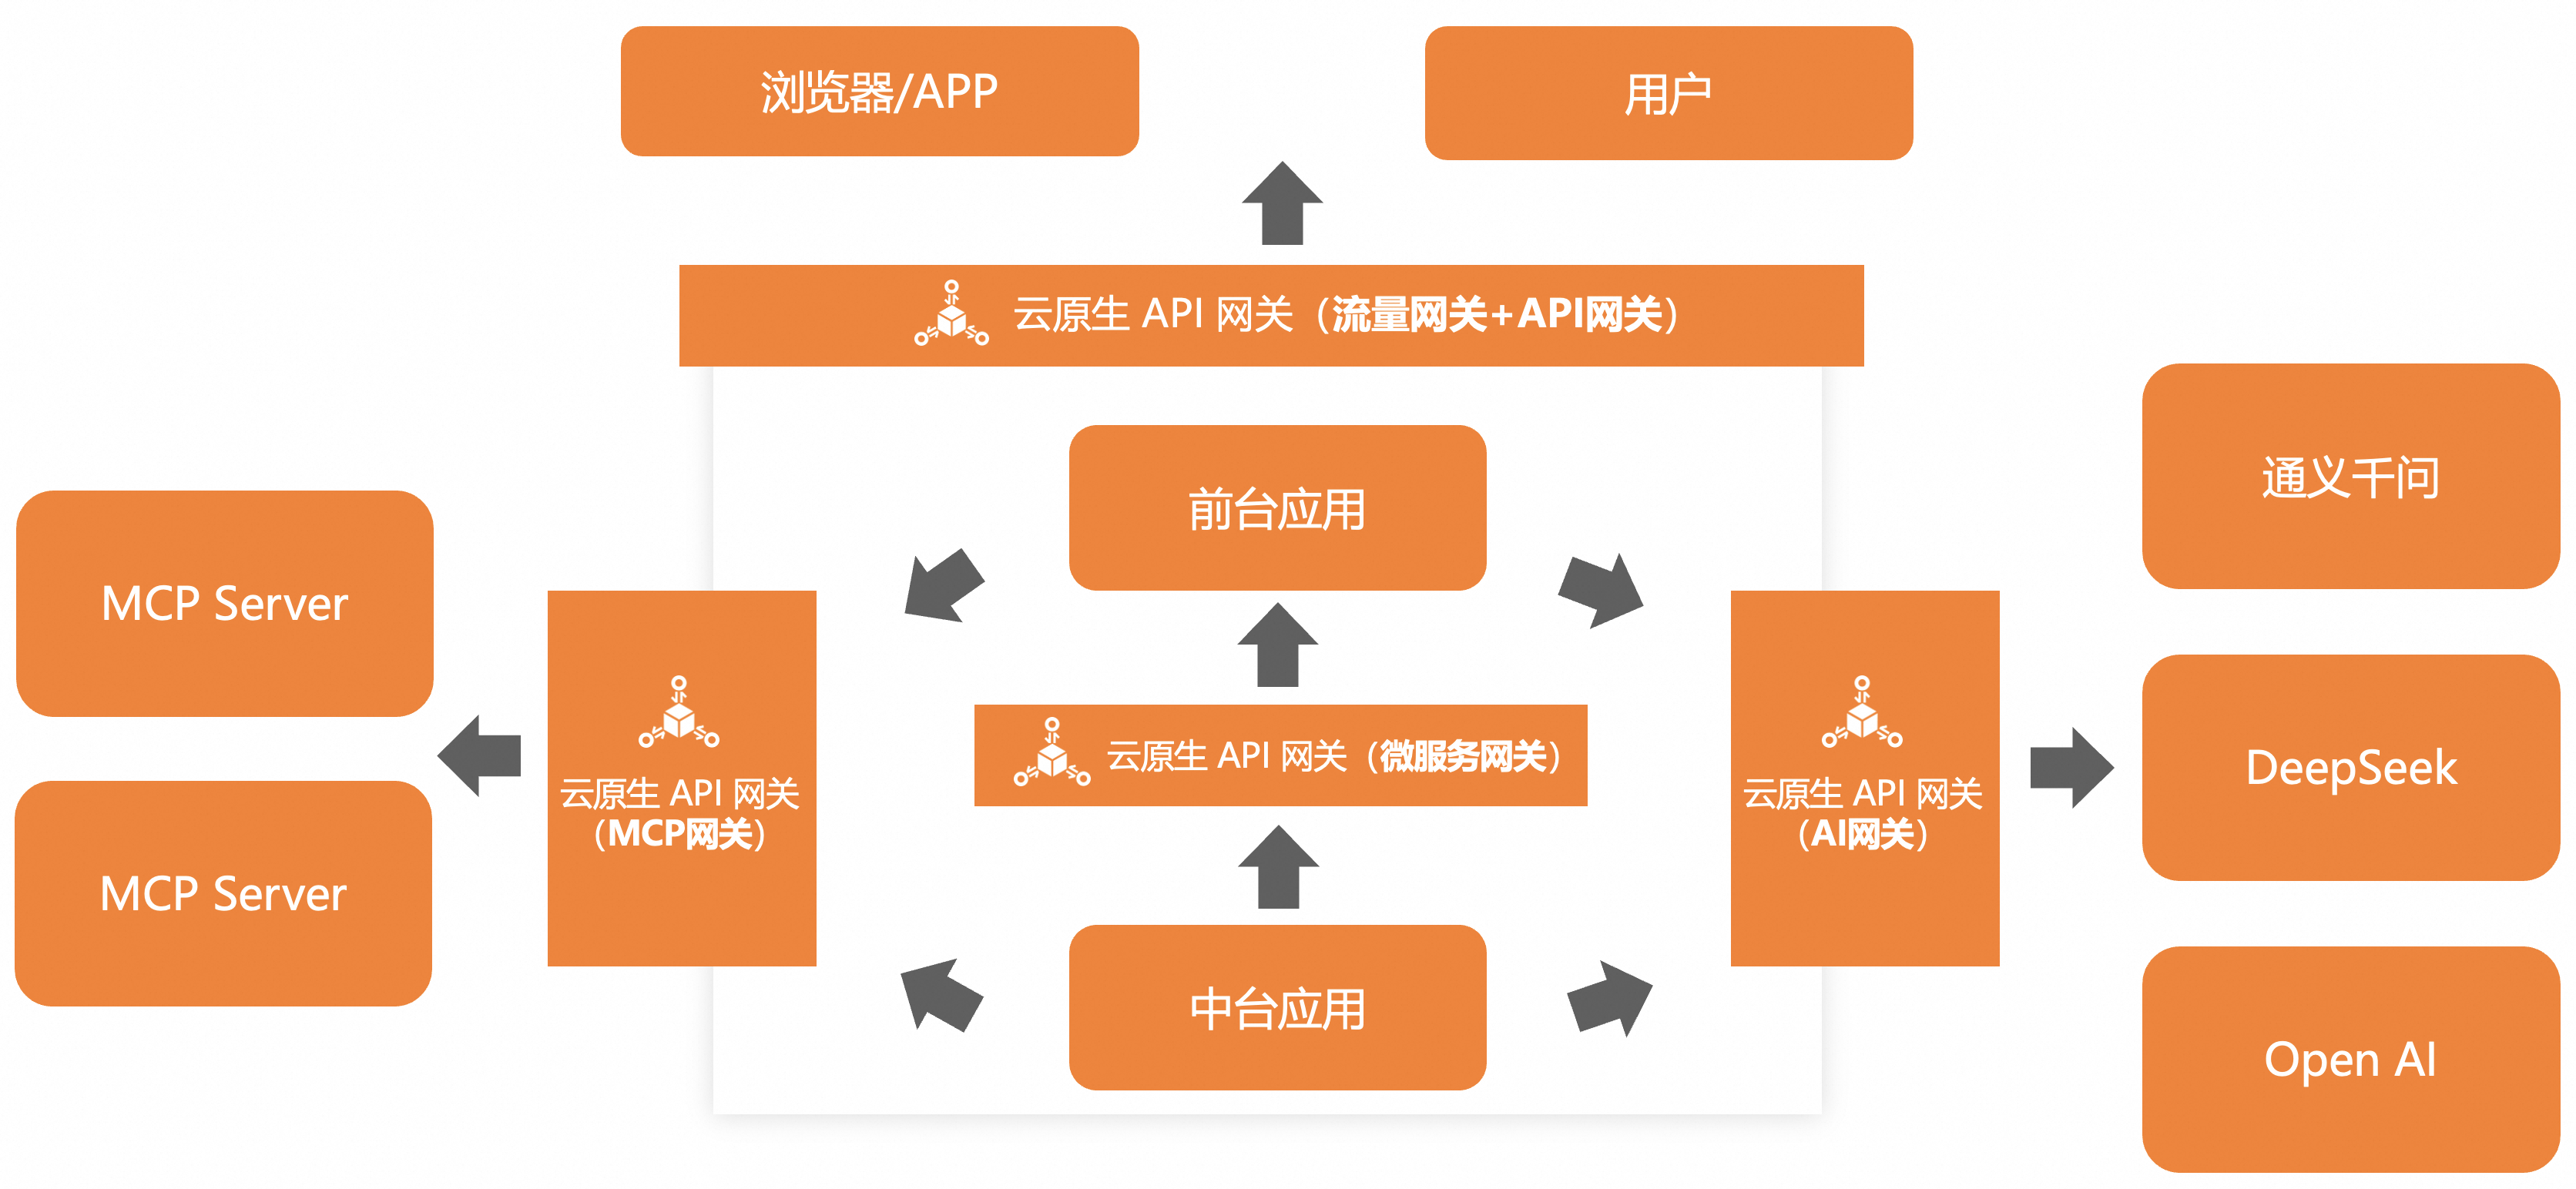 浏览器/APP
用户
云原生 API 网关（流量网关+API网关）
前台应用
通义千问
MCP Server
云原生 API 网关（微服务网关）
云原生 API 网关
（MCP网关）
云原生 API 网关
（AI网关）
DeepSeek
MCP Server
中台应用
Open AI